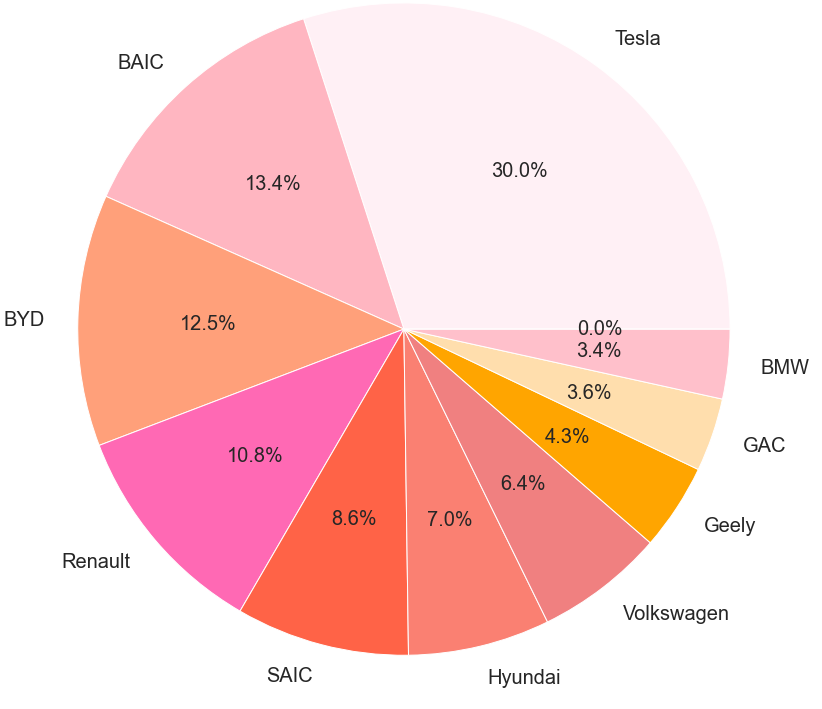 Tesla
BAIC
30.0%
13.4%
BYD
12.5%
0.0%
3.4%
BMW
3.6%
GAC
4.3%
10.8%
6.4%
8.6%
7.0%
Geely
Renault
Volkswagen
SAIC
Hyundai